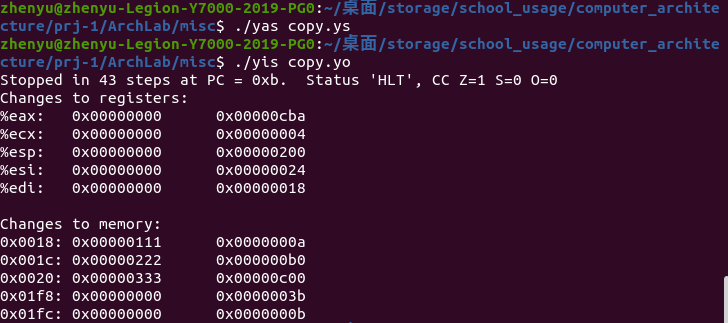 zhenyu@zhenyu-Legion-Y7000-2019-PG0:~/桌面/storage/school_usage/computer_archite
cture/prj-1/ArchLab/misc$ ./yas copy.ys
zhenyu@zhenyu-Legion-Y7000-2019-PG0:~/桌面/storage/school_usage/computer_archite
cture/prj-1/ArchLab/misc$ ./yis copy.yo
Stopped in 43 steps at PC = 0xb.  Status 'HLT', CC Z=1 S=0 O=0
Changes to registers:
%eax:   0x00000000      0x00000cba
%ecx:   0x00000000      0x00000004
%esp:   0x00000000      0x00000200
%esi:   0x00000000      0x00000024
%edi:   0x00000000      0x00000018

Changes to memory:
0x0018: 0x00000111      0x0000000a
0x001c: 0x00000222      0x000000b0
0x0020: 0x00000333      0x00000c00
0x01f8: 0x00000000      0x0000003b
0x01fc: 0x00000000      0x0000000b